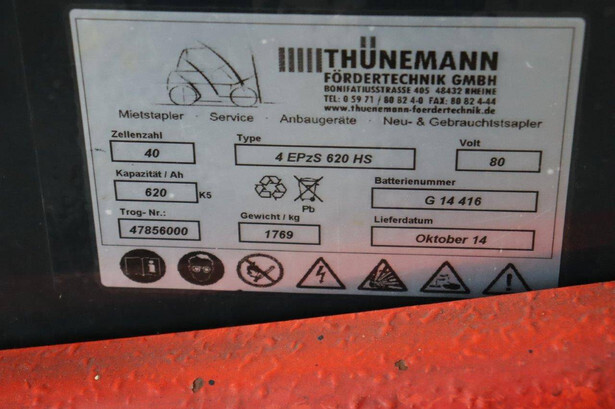 THÜNEMANN
FÖRDERTECHNIK GMBH
BONIFATIUSSTRASSE 405 48432 RHEINE
TEL: 0 59 71 / 80 82 4-0 FAX: 80 82 4-44
www.thuenemann-foerdertechnik.de
Mietstapler · Service · Anbaugeräte · Neu- & Gebrauchtstsapler
Zellenzahl Type Volt
40 4 EPzS 620 HS 80
Kapazität / Ah Batterienummer
620 K5 Pb G 14 416
Trog- Nr.: Gewicht / kg Lieferdatum
47856000 1769 Oktober 14